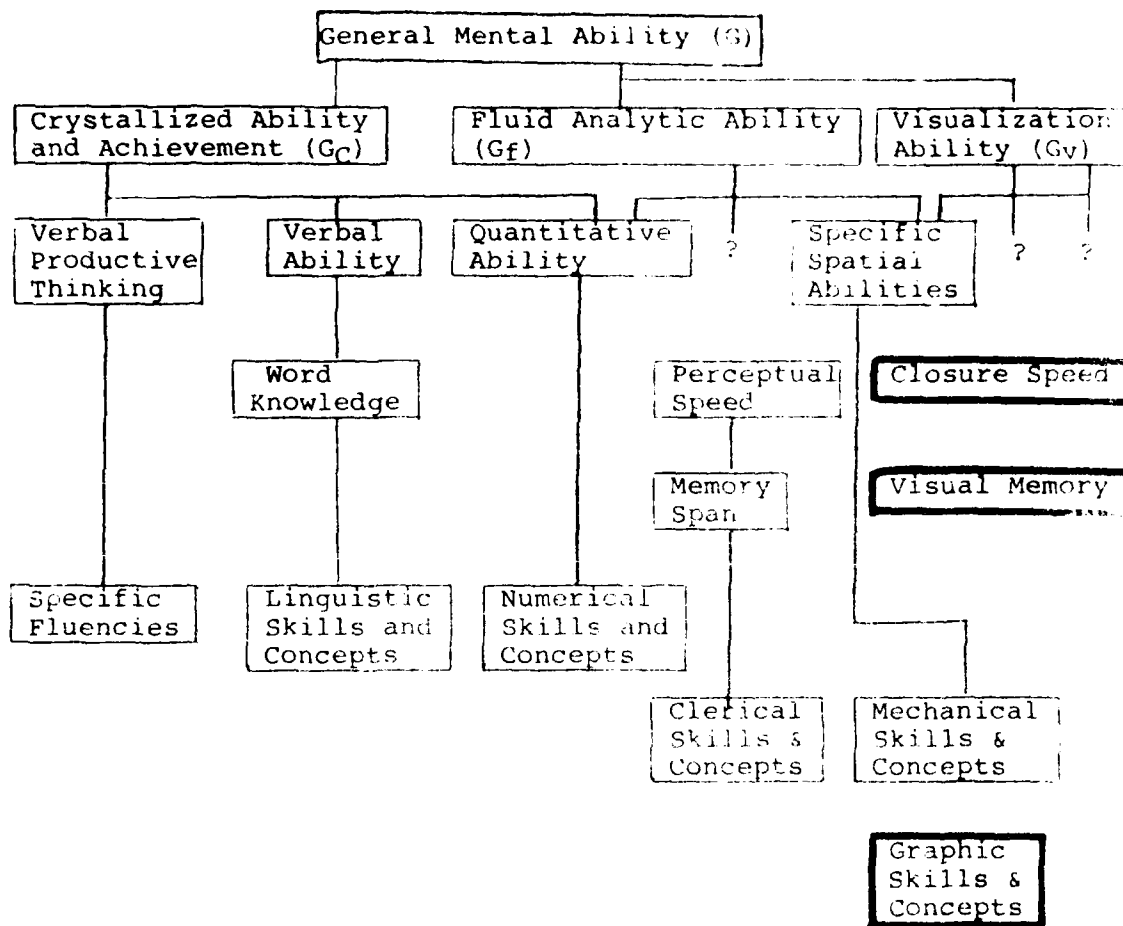 General Mental Ability (G)
Crystallized Ability
and Achievement (GC)
Fluid Analytic Ability
(Gf)
Visualization
Ability (Gv)
Verbal
Productive
Thinking
Verbal
Ability
Quantitative
Ability
?
Specific
Spatial
Abilities
?
?
Word
Knowledge
Perceptual
Speed
Closure Speed
Memory
Span
Visual Memory
Specific
Fluencies
Linguistic
Skills and
Concepts
Numerical
Skills and
Concepts
Clerical
Skills &
Concepts
Mechanical
Skills &
Concepts
Graphic
Skills &
Concepts